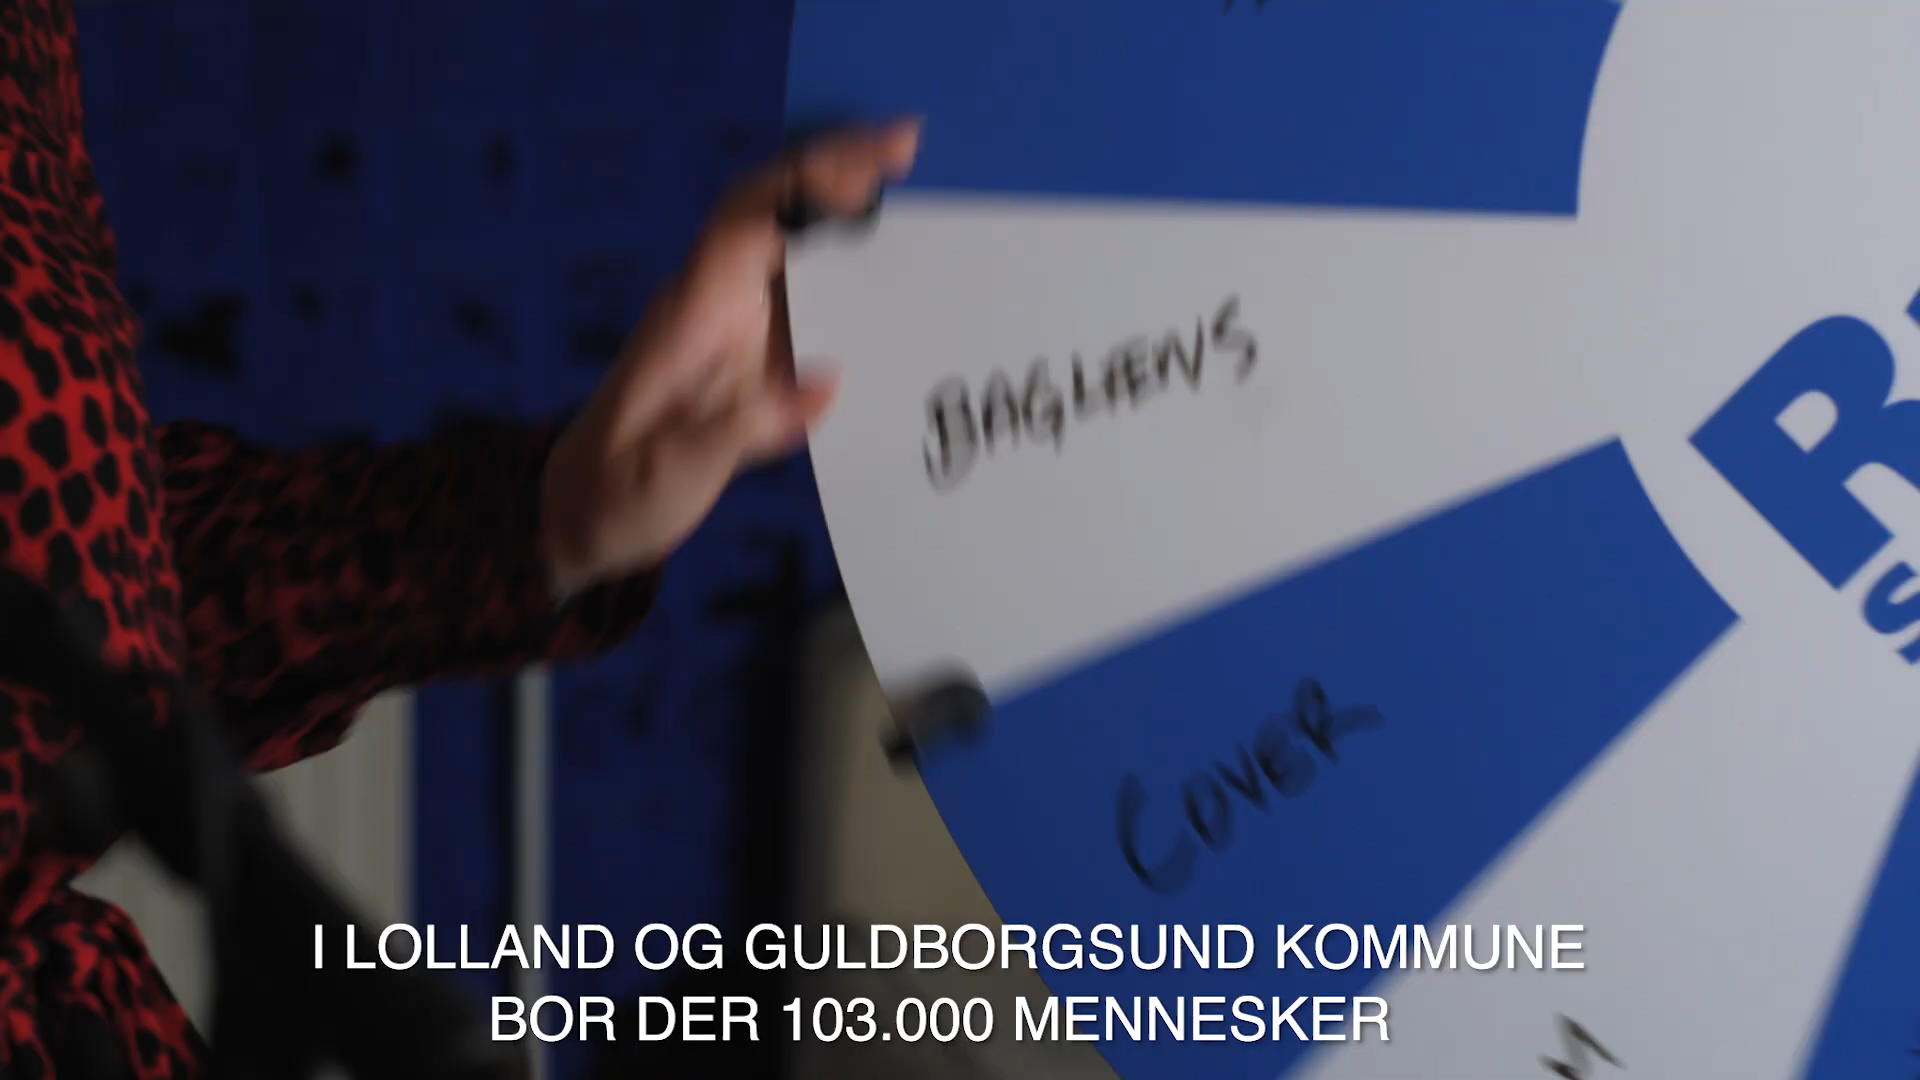 BAGLÆNS
COVER
I LOLLAND OG GULDBORGSUND KOMMUNE
BOR DER 103.000 MENNESKER